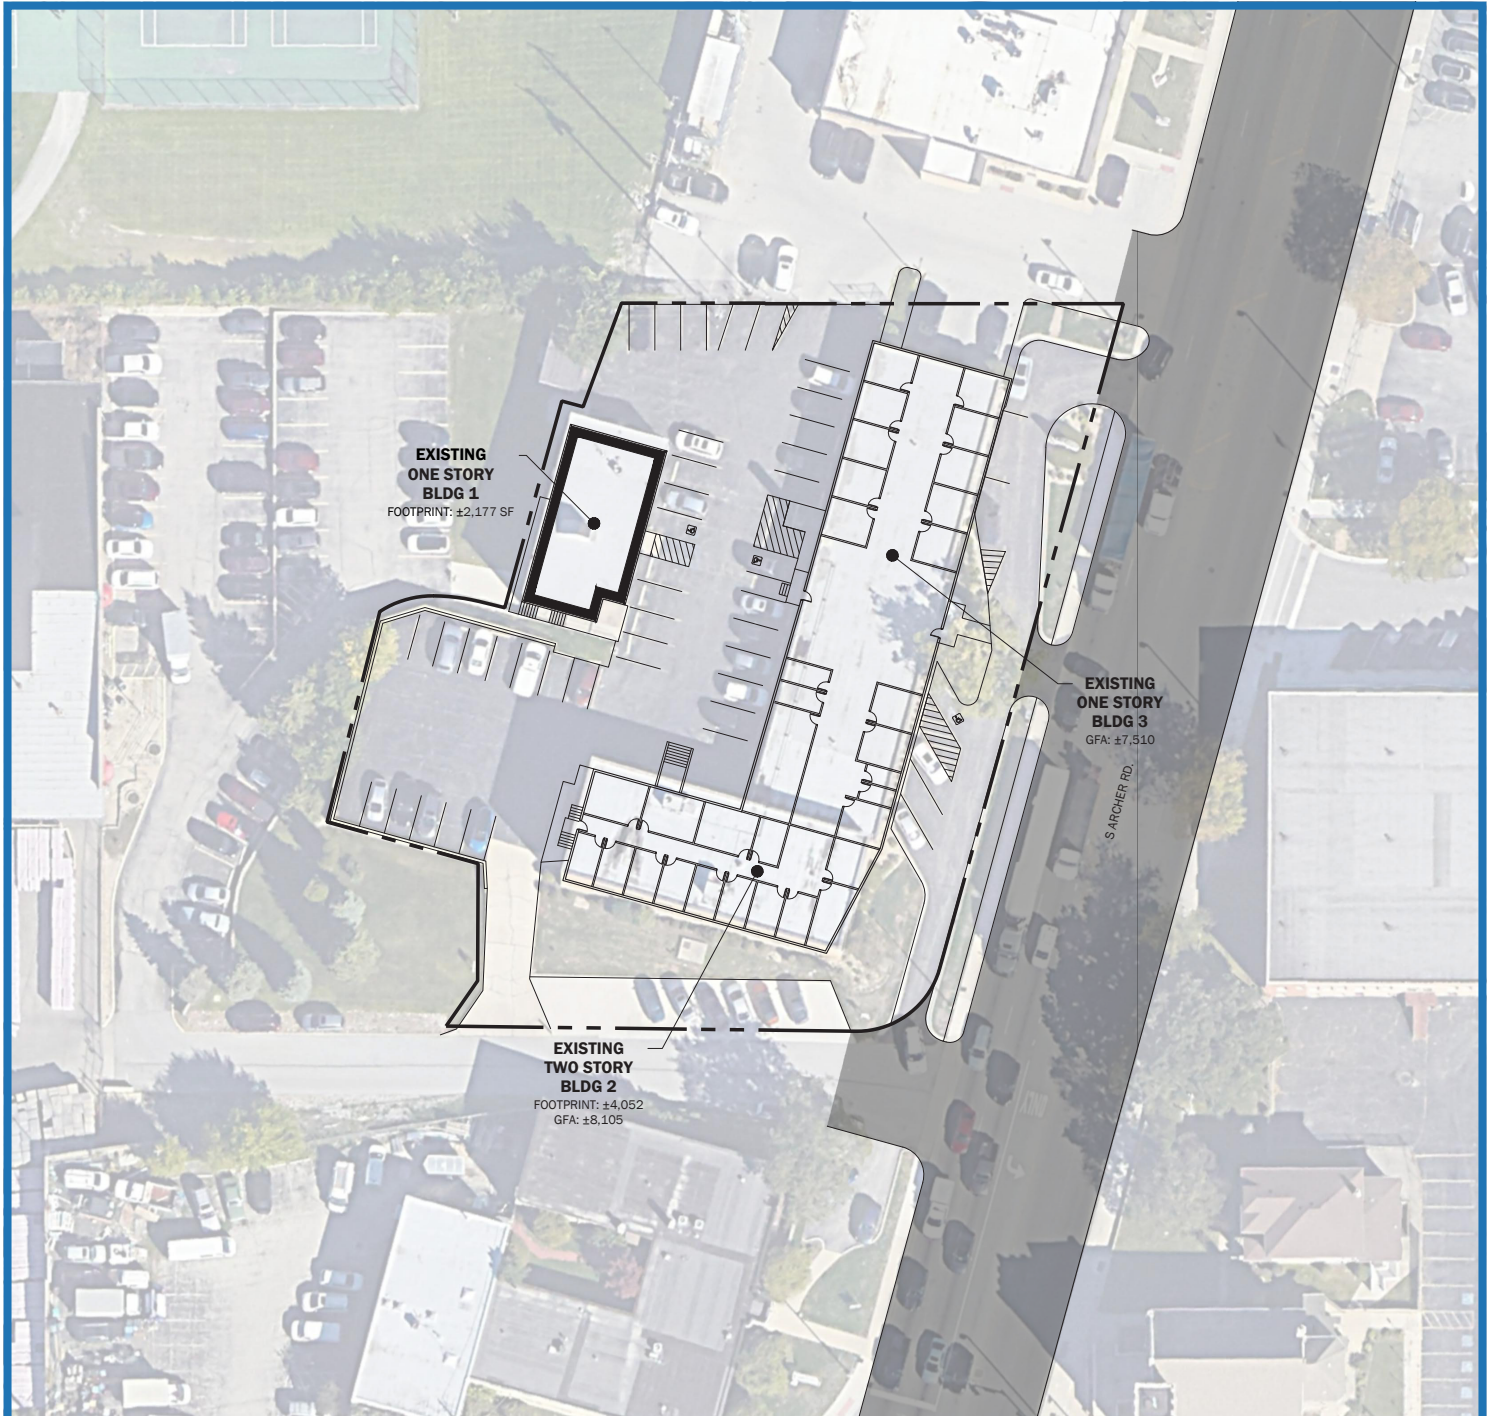 EXISTING
ONE STORY
BLDG 1
FOOTPRINT: ±2,177 SF
EXISTING
ONE STORY
BLDG 3
GFA: ±7,510
S ARCHER RD.
EXISTING
TWO STORY
BLDG 2
FOOTPRINT: ±4,052
GFA: ±8,105